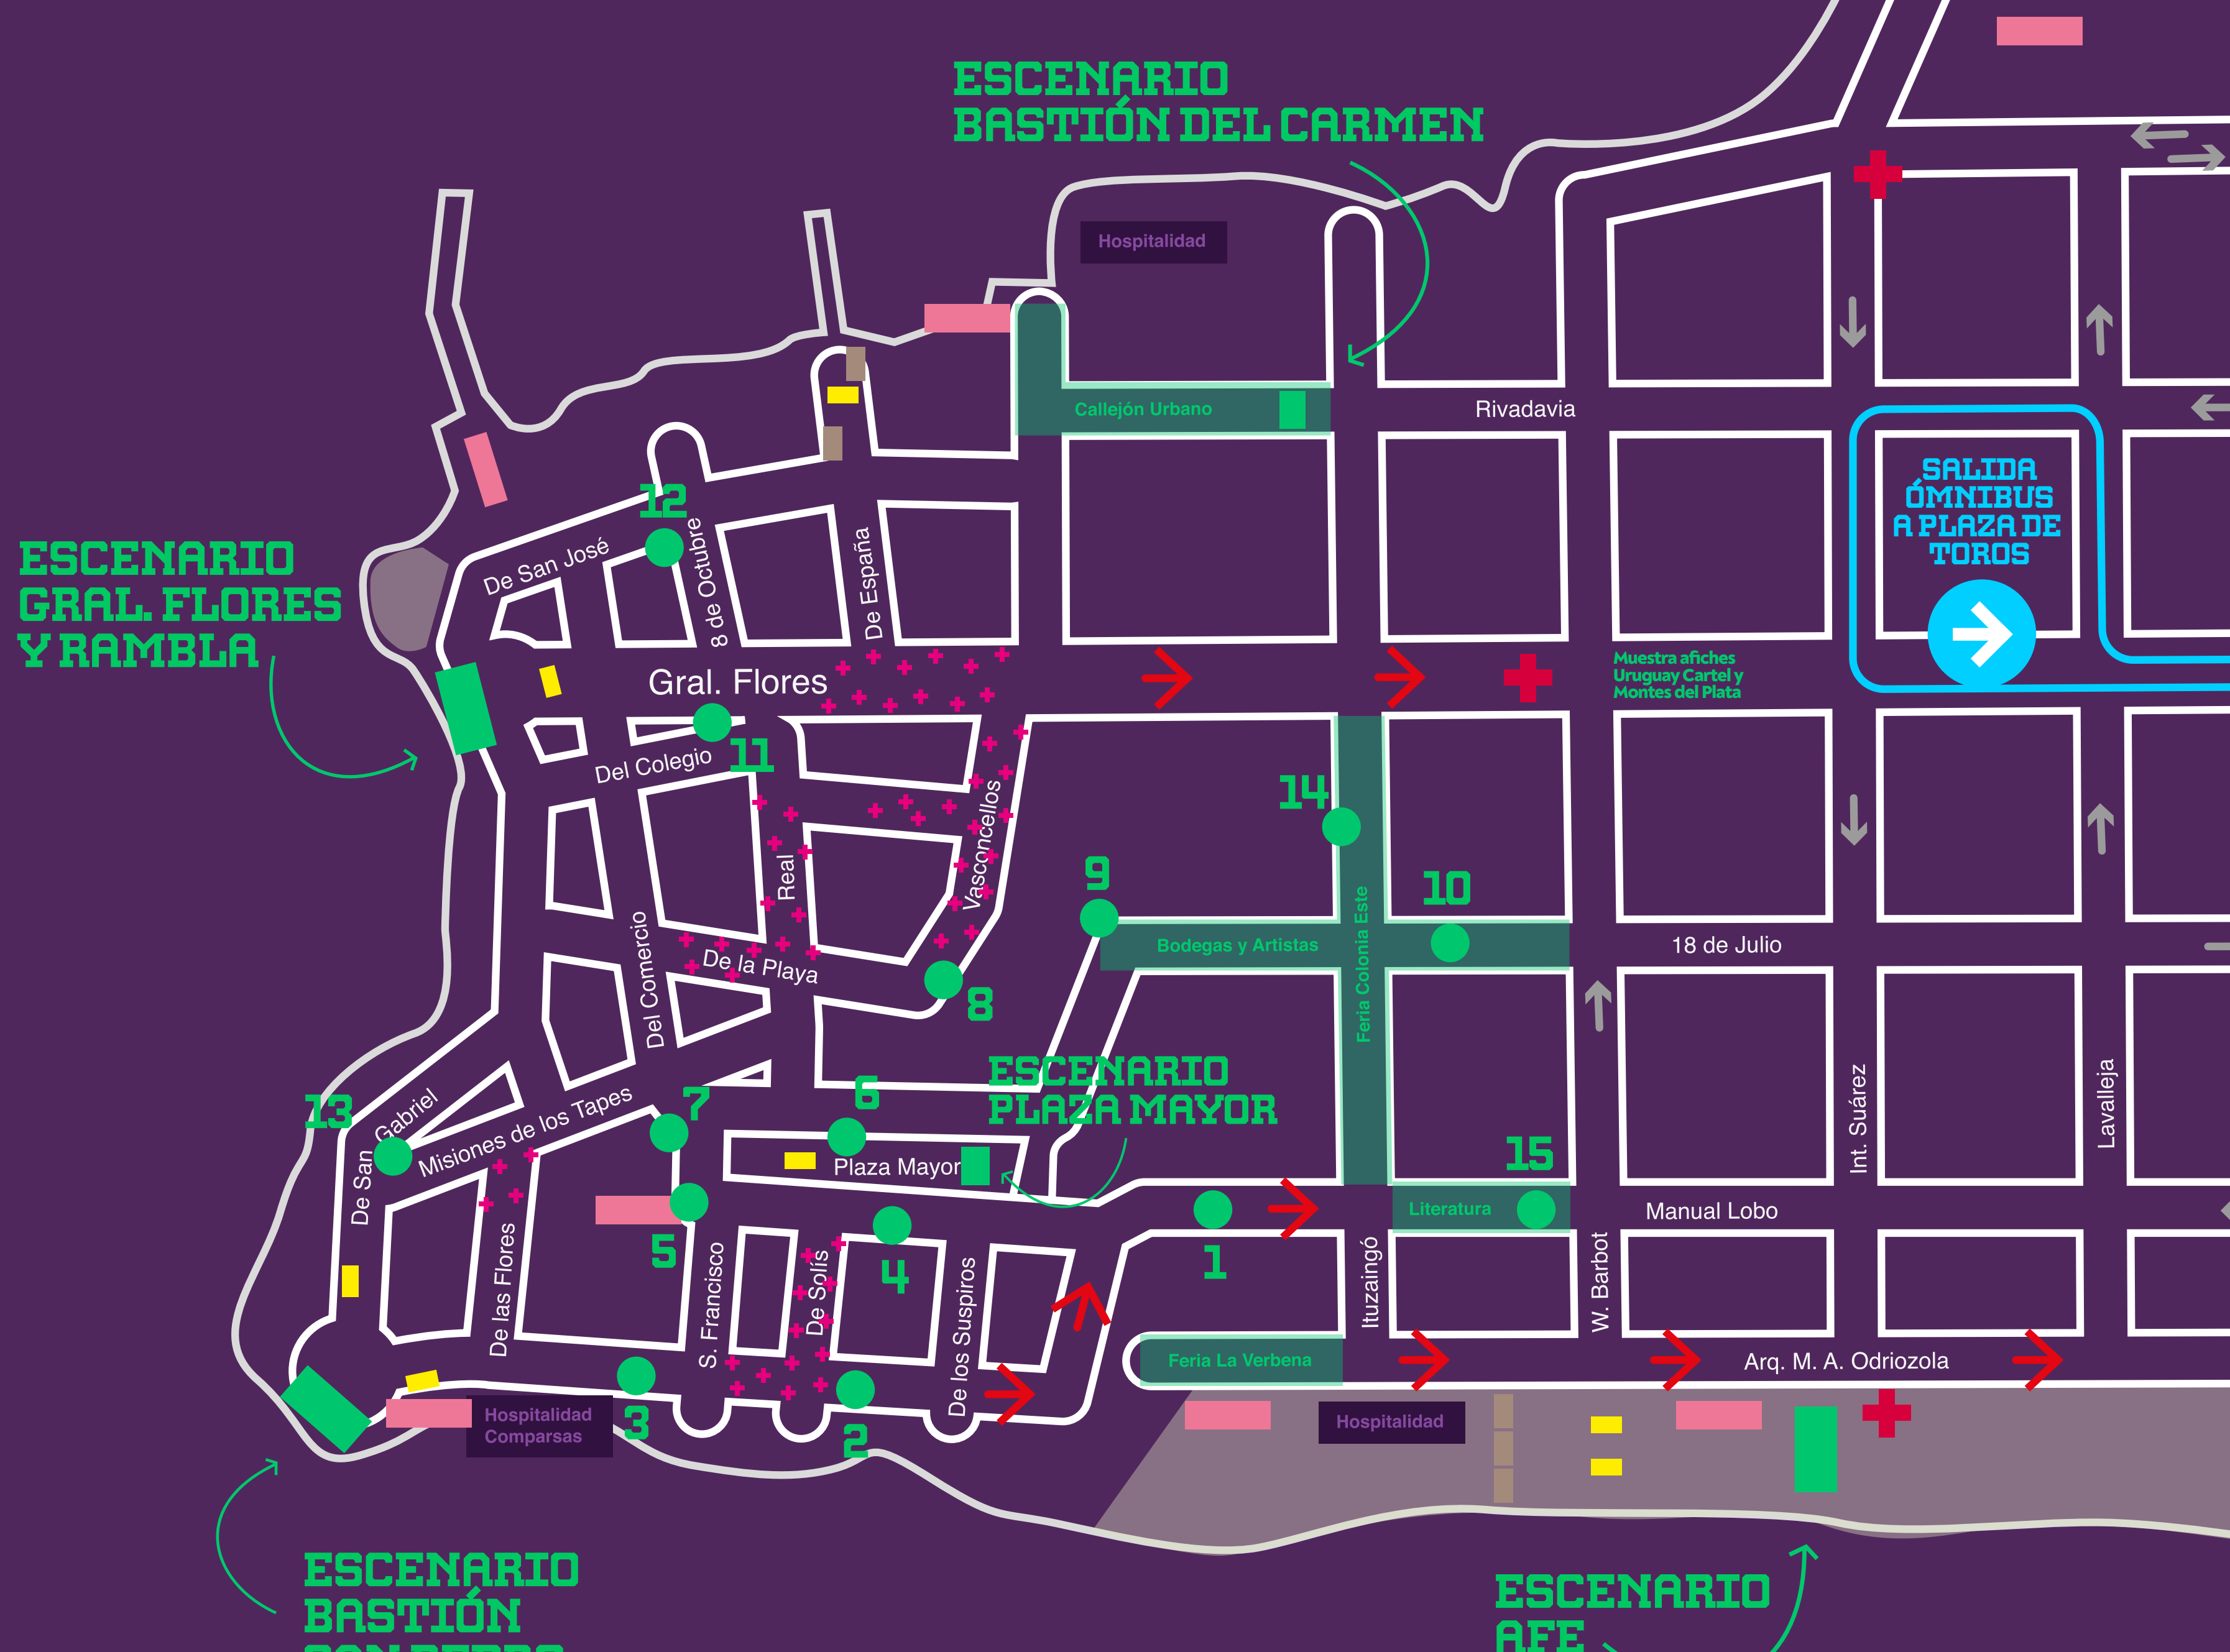 ESCENARIO
BASTIÓN DEL CARMEN
Hospitalidad
Callejón Urbano
Rivadavia
SALIDA
ÓMNIBUS
A PLAZA DE
TOROS
12
De San José
8 de Octubre
De España
ESCENARIO
GRAL. FLORES
Y RAMBLA
Gral. Flores
Muestra afiches
Uruguay Cartel y
Montes del Plata
11
Del Colegio
14
Real
Vasconcellos
9
10
Feria Colonia Este
Bodegas y Artistas
18 de Julio
Del Comercio
De la Playa
8
ESCENARIO
PLAZA MAYOR
13
De San
Gabriel
Misiones de los Tapes
7
6
Plaza Mayor
15
Int. Suárez
Lavalleja
5
4
1
Literatura
Manual Lobo
De las Flores
S. Francisco
De Solís
De los Suspiros
Ituzaingó
W. Barbot
Feria La Verbena
Arq. M. A. Odriozola
Hospitalidad
Comparsas
3
2
Hospitalidad
ESCENARIO
BASTIÓN
SAN PEDRO
ESCENARIO
AFE